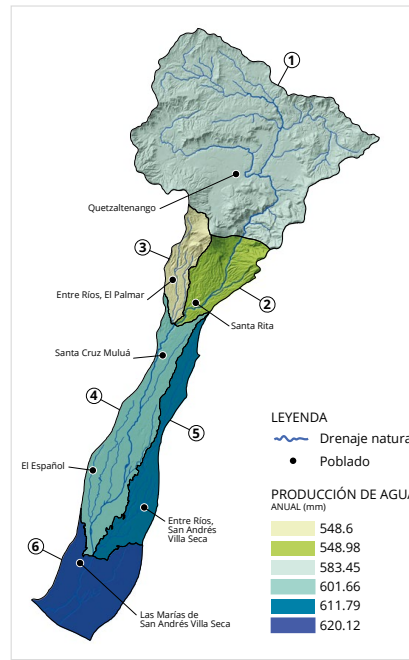 1
Quetzaltenango
3
Entre Ríos, El Palmar
2
Santa Rita
Santa Cruz Muluá
4
5
LEYENDA
Drenaje natura
Poblado
El Español
PRODUCCIÓN DE AGUA
ANUAL (mm)
548.6
548.98
583.45
601.66
611.79
620.12
Entre Ríos,
San Andrés
Villa Seca
6
Las Marías de
San Andrés Villa Seca